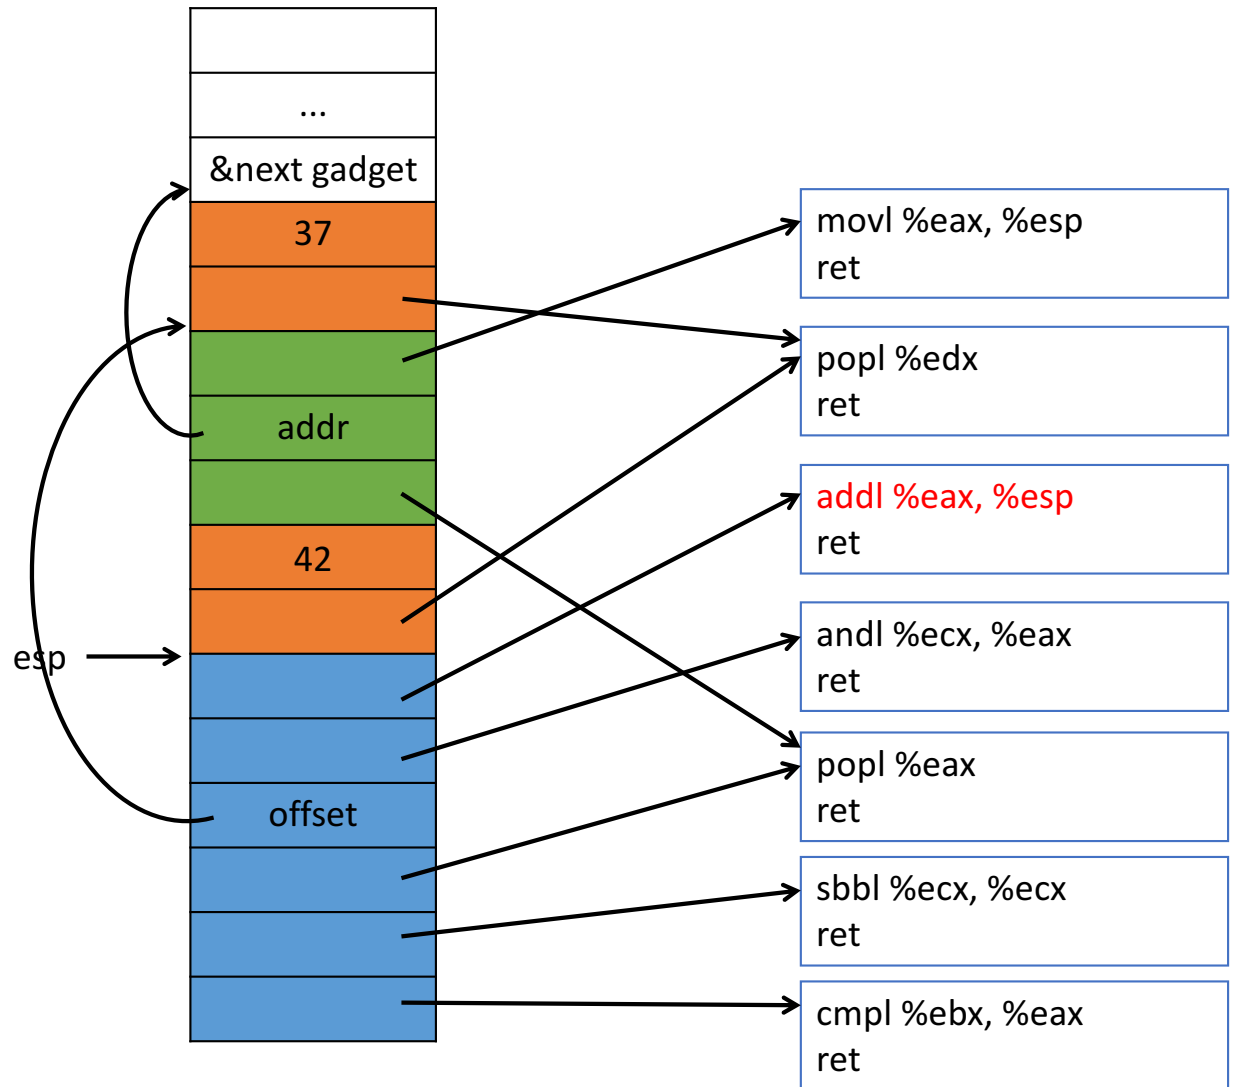 ...
&next gadget
37
addr
42
esp
offset
movl %eax, %esp
ret
popl %edx
ret
addl %eax, %esp
ret
andl %ecx, %eax
ret
popl %eax
ret
sbbl %ecx, %ecx
ret
cmpl %ebx, %eax
ret